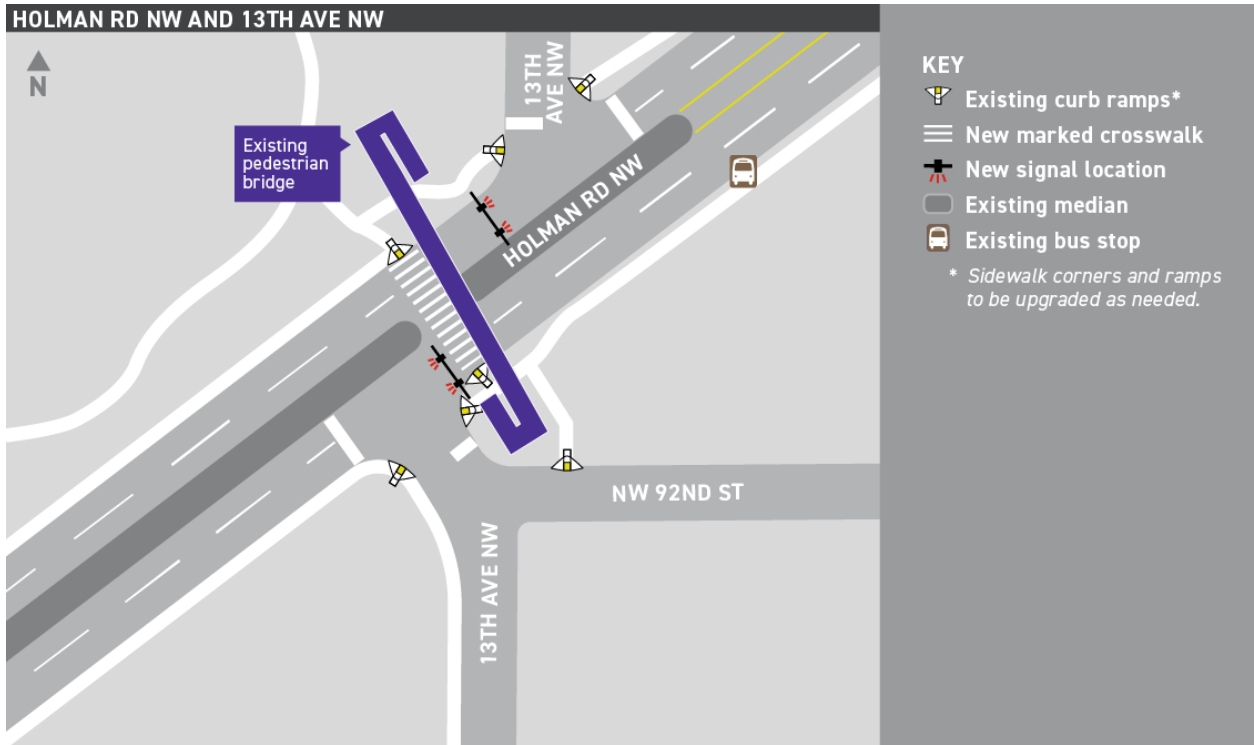 HOLMAN RD NW AND 13TH AVE NW
N
13TH
AVE NW
Existing
pedestrian
bridge
HOLMAN RD NW
NW 92ND ST
13TH AVE NW
KEY
Existing curb ramps*
New marked crosswalk
New signal location
Existing median
Existing bus stop
* Sidewalk corners and ramps
to be upgraded as needed.